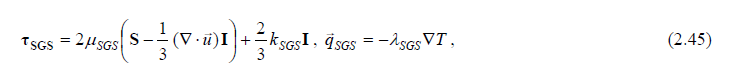 τ_SGS = 2μ_SGS(S − 1/3 (∇·u⃗)I) + 2/3 k_SGS I , q⃗_SGS = −λ_SGS∇T , (2.45)